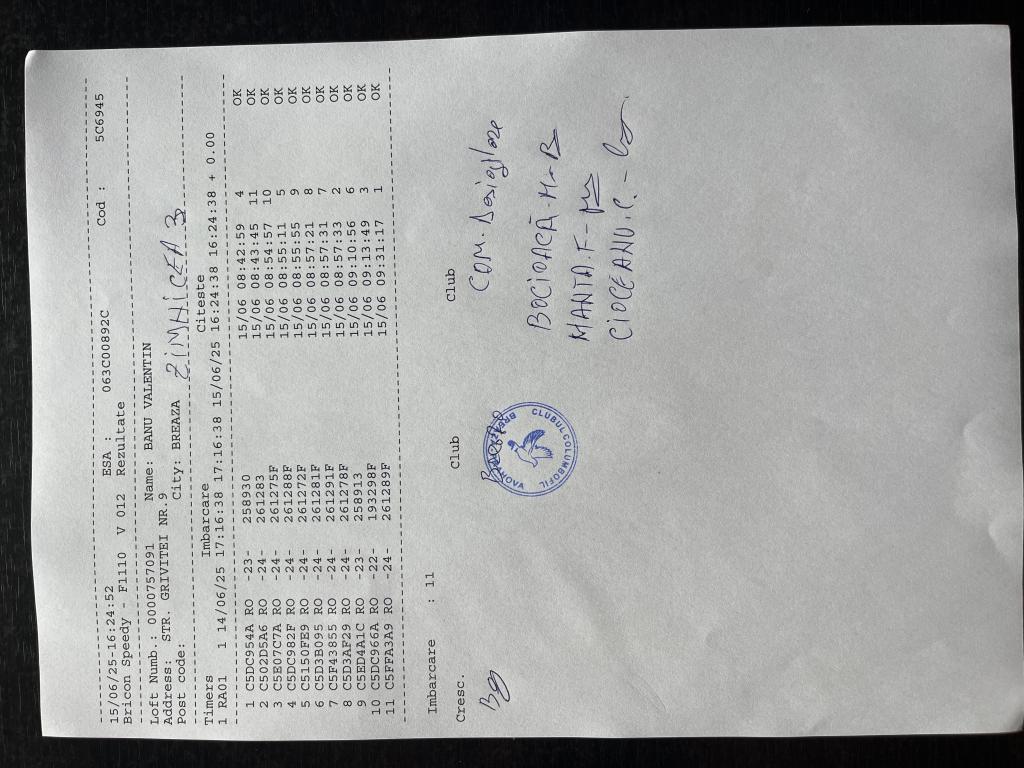 15/06/25-16:24:52 ESA : 063C00892C Cod : 5C6945
Bricon Speedy - F1110 V 012 Rezultate
Loft Numb.: 0000757091 Name: BANU VALENTIN
Address: STR. GRIVITEI NR.9
Post code: City: BREAZA ZIMNICEA 3
Timers Imbarcare Citeste
1 RA01 1 14/06/25 17:16:38 17:16:38 15/06/25 16:24:38 16:24:38 + 0.00
1 C5DC954A RO -23- 258930 15/06 08:42:59 4 OK
2 C502D5A6 RO -24- 261283 15/06 08:43:45 11 OK
3 C5E07C7A RO -24- 261275F 15/06 08:54:57 10 OK
4 C5DC982F RO -24- 261288F 15/06 08:55:11 5 OK
5 C5150FE9 RO -24- 261272F 15/06 08:55:55 9 OK
6 C5D3B095 RO -24- 261281F 15/06 08:57:21 8 OK
7 C5F43855 RO -24- 261291F 15/06 08:57:31 7 OK
8 C5D3AF29 RO -24- 261278F 15/06 08:57:33 2 OK
9 C5ED4A1C RO -23- 258913 15/06 09:10:56 6 OK
10 C5DC966A RO -22- 193298F 15/06 09:13:49 3 OK
11 C5FFA3A9 RO -24- 261289F 15/06 09:31:17 1 OK
Imbarcare : 11
Cresc. Club Club
COM.
BOCIOACĂ M-
MANTA.F-
CIOCEANU.C.-
CLUBUL COLUMBOFIL
BREAZA